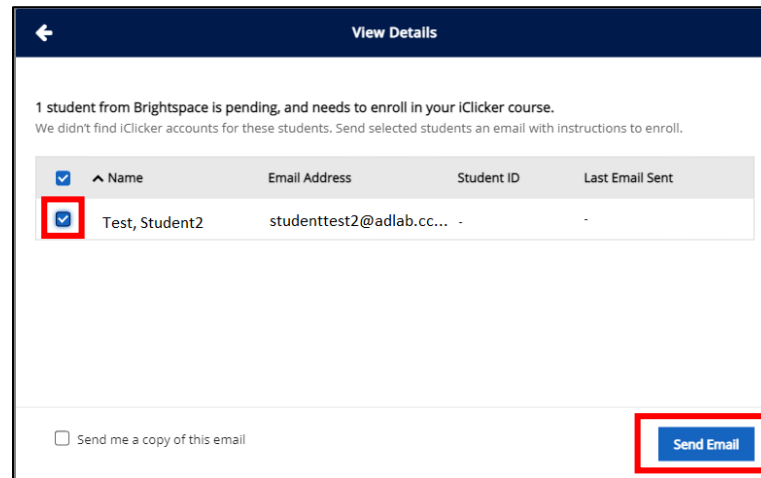 View Details
1 student from Brightspace is pending, and needs to enroll in your iClicker course.
We didn't find iClicker accounts for these students. Send selected students an email with instructions to enroll.
Name Email Address Student ID Last Email Sent
Test, Student2 studenttest2@adlab.cc... - -
Send me a copy of this email
Send Email